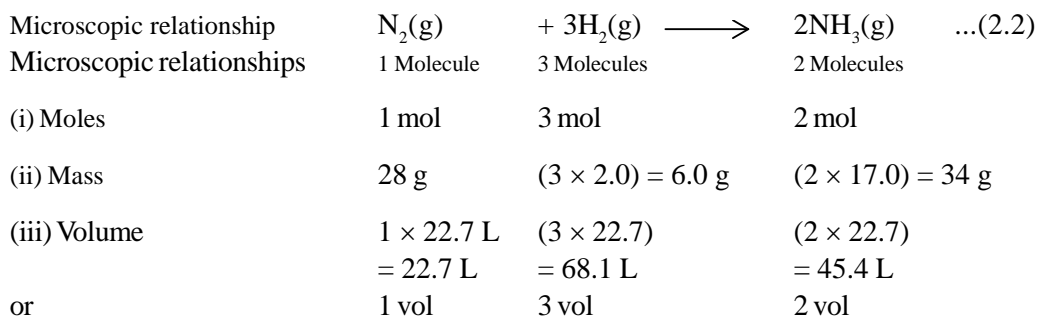 Microscopic relationship N₂(g) + 3H₂(g) ⟶ 2NH₃(g) ...(2.2)
Microscopic relationships 1 Molecule 3 Molecules 2 Molecules
(i) Moles 1 mol 3 mol 2 mol
(ii) Mass 28 g (3 × 2.0) = 6.0 g (2 × 17.0) = 34 g
(iii) Volume 1 × 22.7 L (3 × 22.7) (2 × 22.7)
= 22.7 L = 68.1 L = 45.4 L
or 1 vol 3 vol 2 vol